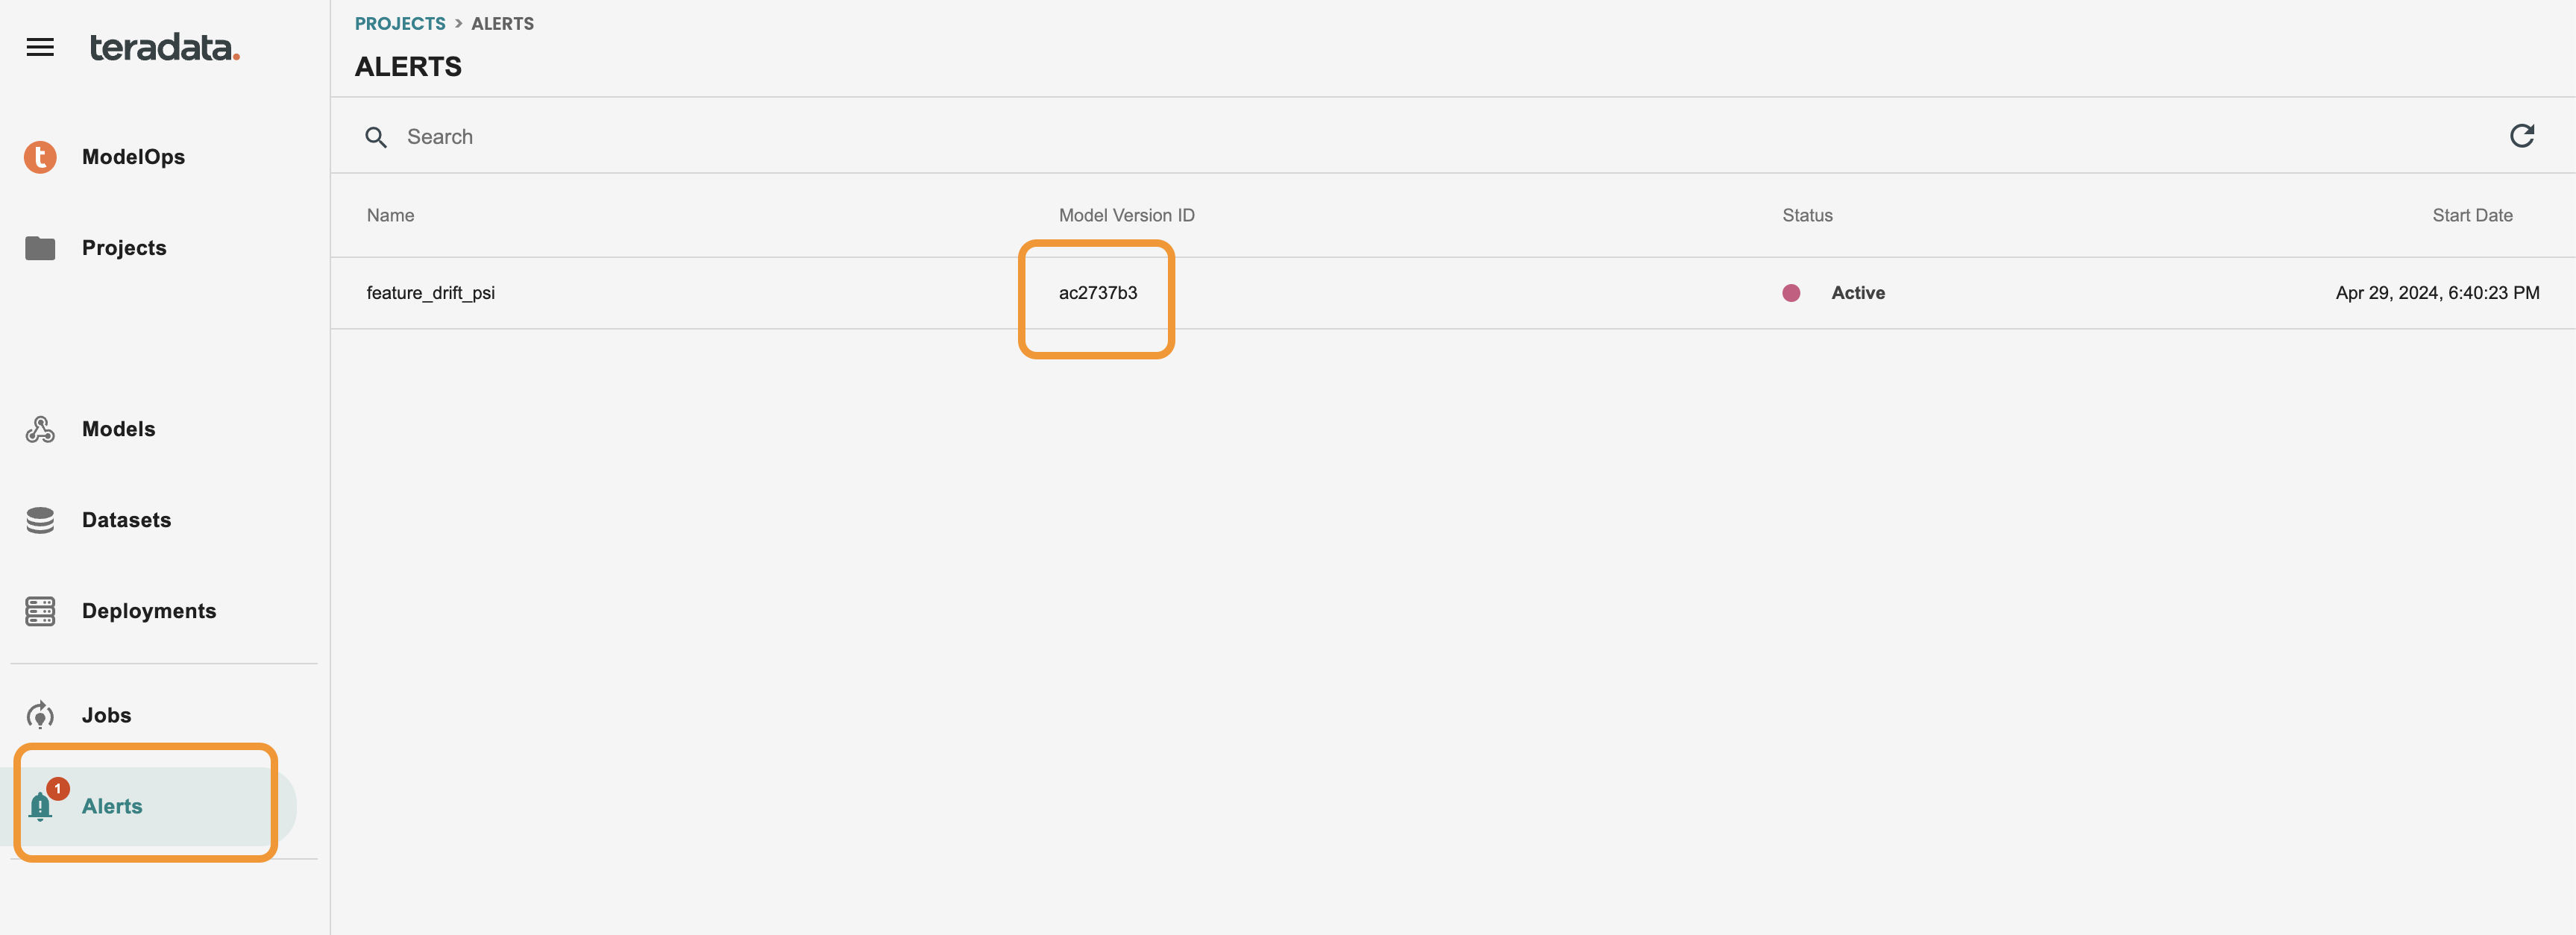 teradata.
ModelOps
Projects
Models
Datasets
Deployments
Jobs
1
Alerts
PROJECTS > ALERTS
ALERTS
Search
Name Model Version ID Status Start Date
feature_drift_psi ac2737b3 Active Apr 29, 2024, 6:40:23 PM